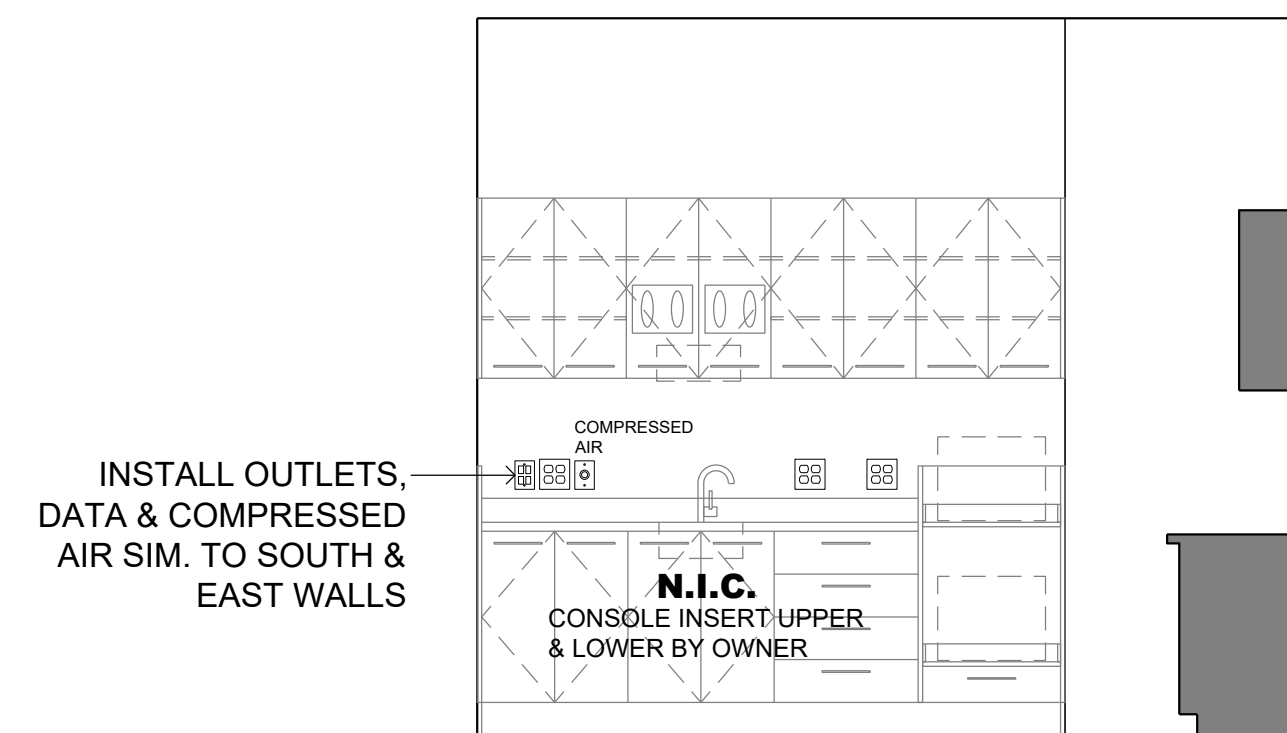 COMPRESSED
AIR
INSTALL OUTLETS,
DATA & COMPRESSED
AIR SIM. TO SOUTH &
EAST WALLS
N.I.C.
CONSOLE INSERT UPPER
& LOWER BY OWNER